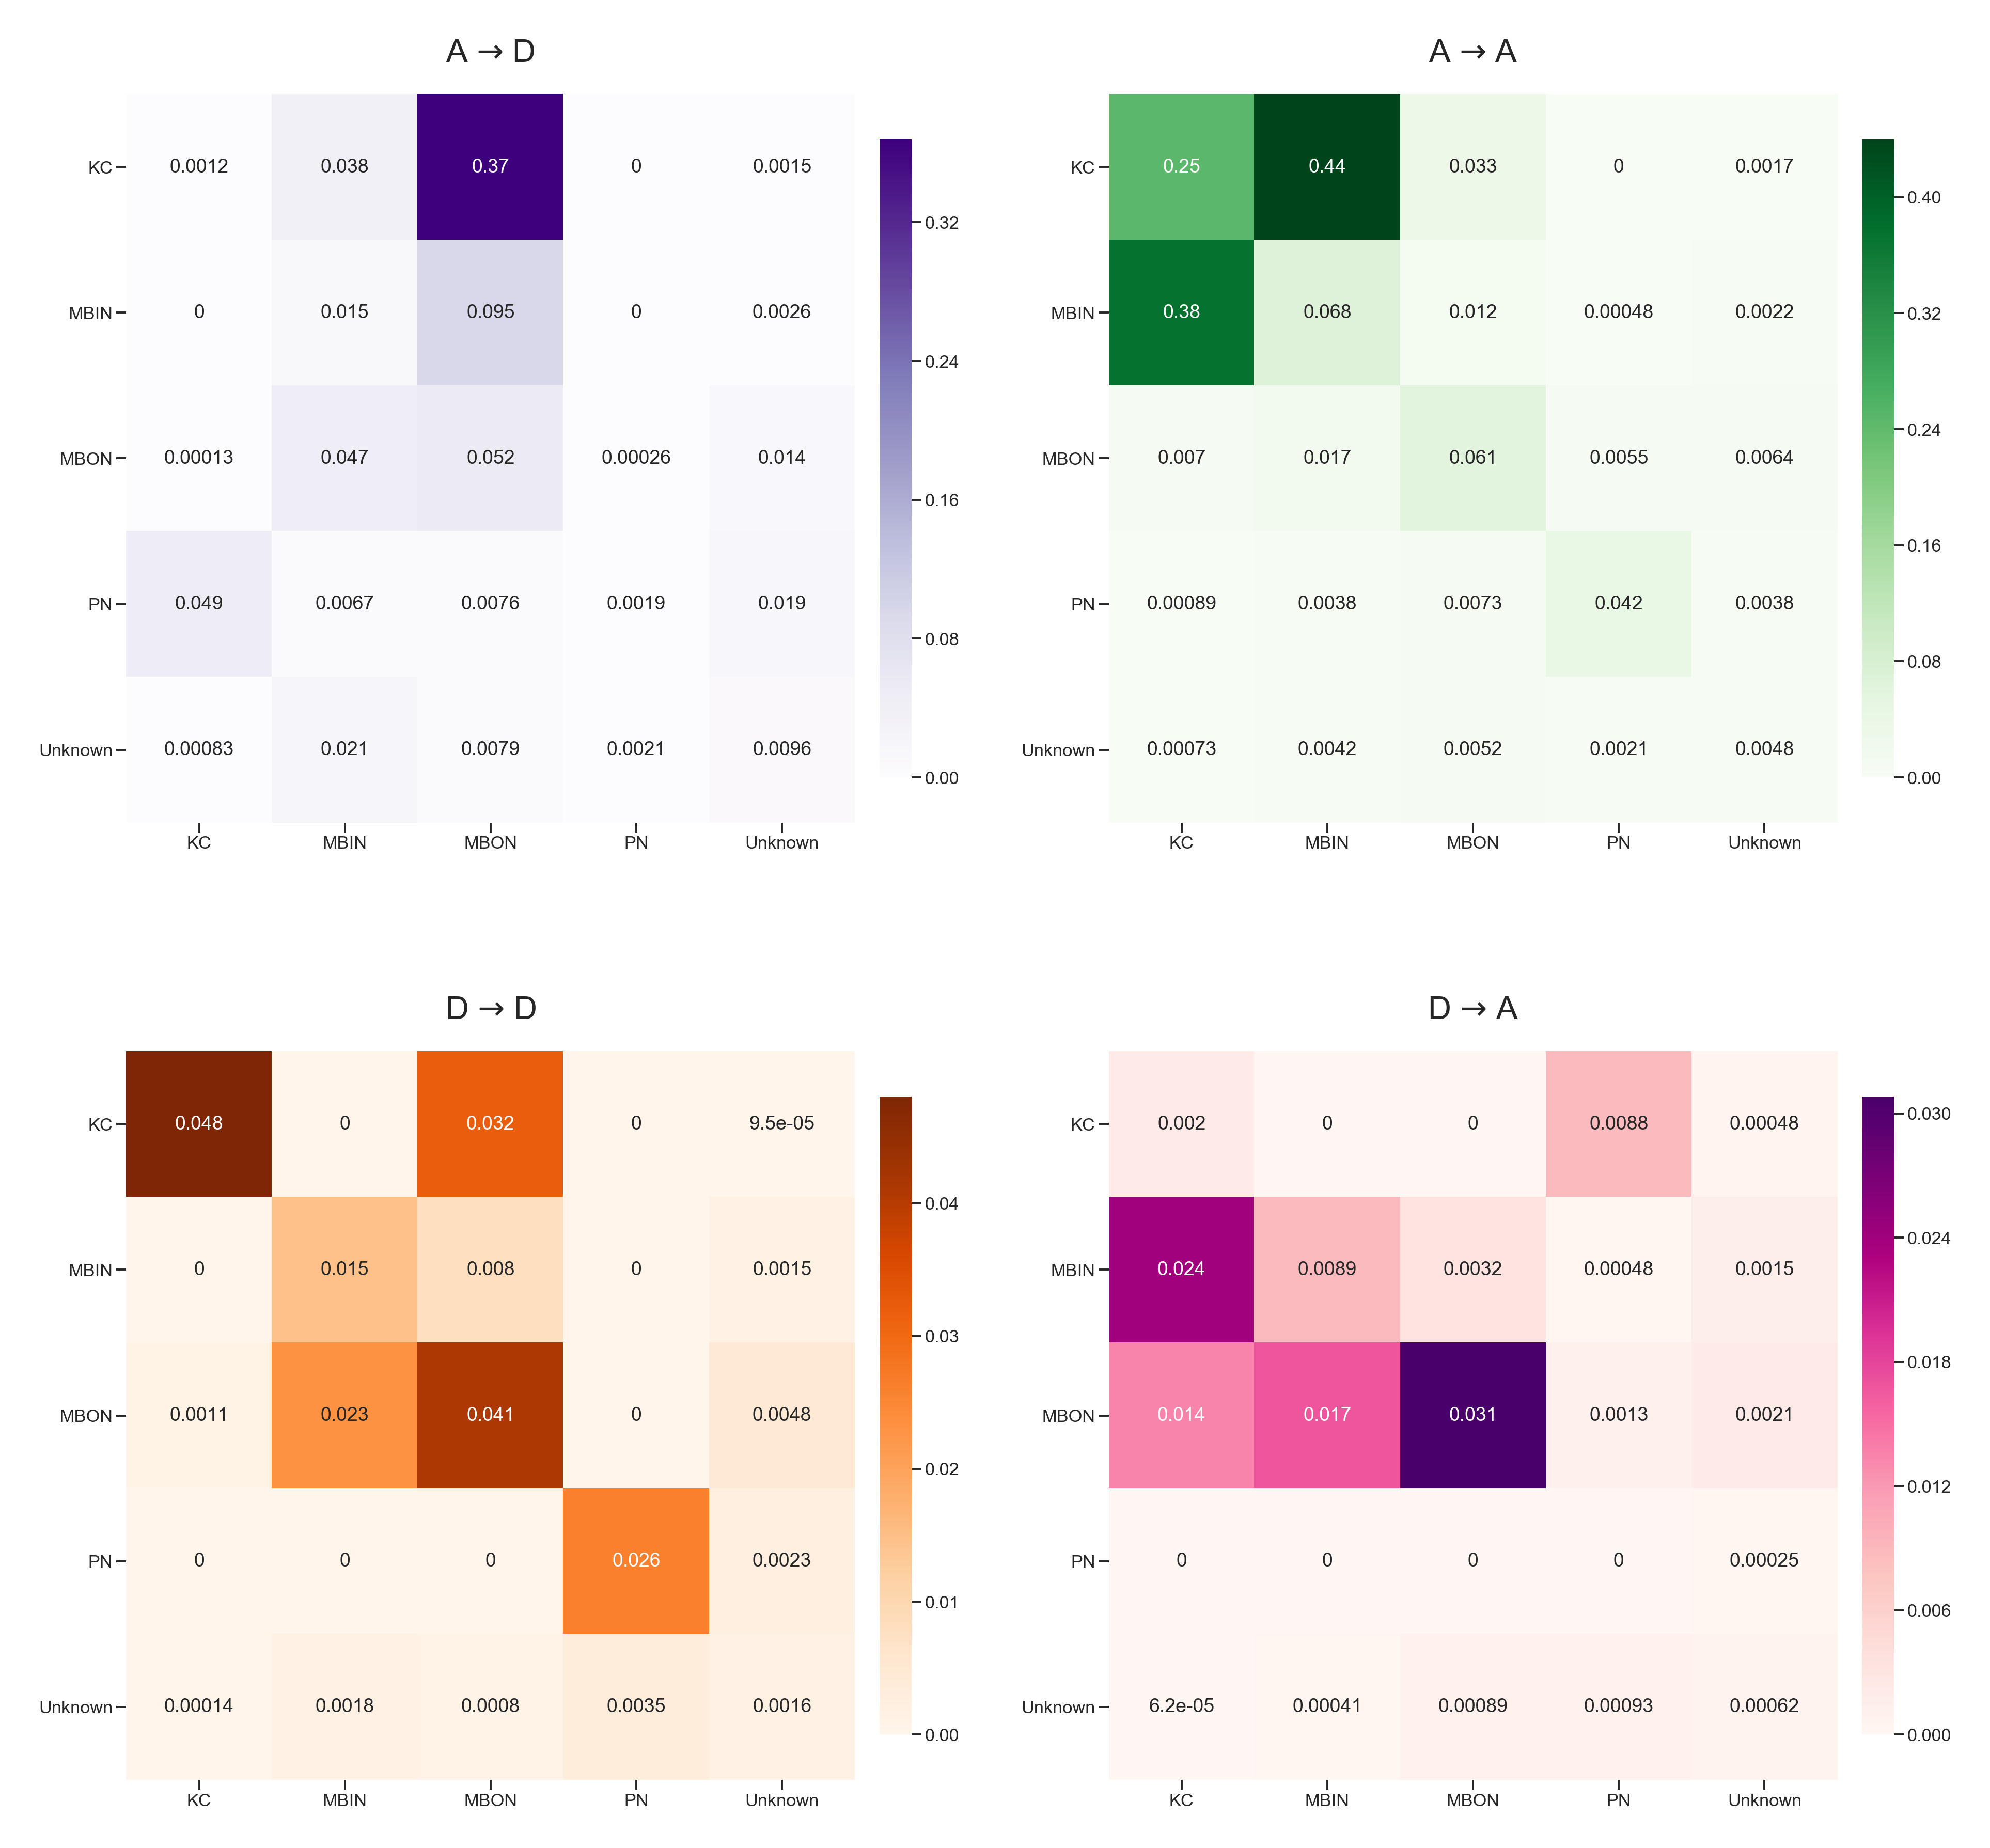 A → D
KC 0.0012 0.038 0.37 0 0.0015
MBIN 0 0.015 0.095 0 0.0026
MBON 0.00013 0.047 0.052 0.00026 0.014
PN 0.049 0.0067 0.0076 0.0019 0.019
Unknown 0.00083 0.021 0.0079 0.0021 0.0096
KC MBIN MBON PN Unknown
0.32
0.24
0.16
0.08
0.00
A → A
KC 0.25 0.44 0.033 0 0.0017
MBIN 0.38 0.068 0.012 0.00048 0.0022
MBON 0.007 0.017 0.061 0.0055 0.0064
PN 0.00089 0.0038 0.0073 0.042 0.0038
Unknown 0.00073 0.0042 0.0052 0.0021 0.0048
KC MBIN MBON PN Unknown
0.40
0.32
0.24
0.16
0.08
0.00
D → D
KC 0.048 0 0.032 0 9.5e-05
MBIN 0 0.015 0.008 0 0.0015
MBON 0.0011 0.023 0.041 0 0.0048
PN 0 0 0 0.026 0.0023
Unknown 0.00014 0.0018 0.0008 0.0035 0.0016
KC MBIN MBON PN Unknown
0.04
0.03
0.02
0.01
0.00
D → A
KC 0.002 0 0 0.0088 0.00048
MBIN 0.024 0.0089 0.0032 0.00048 0.0015
MBON 0.014 0.017 0.031 0.0013 0.0021
PN 0 0 0 0 0.00025
Unknown 6.2e-05 0.00041 0.00089 0.00093 0.00062
KC MBIN MBON PN Unknown
0.030
0.024
0.018
0.012
0.006
0.000